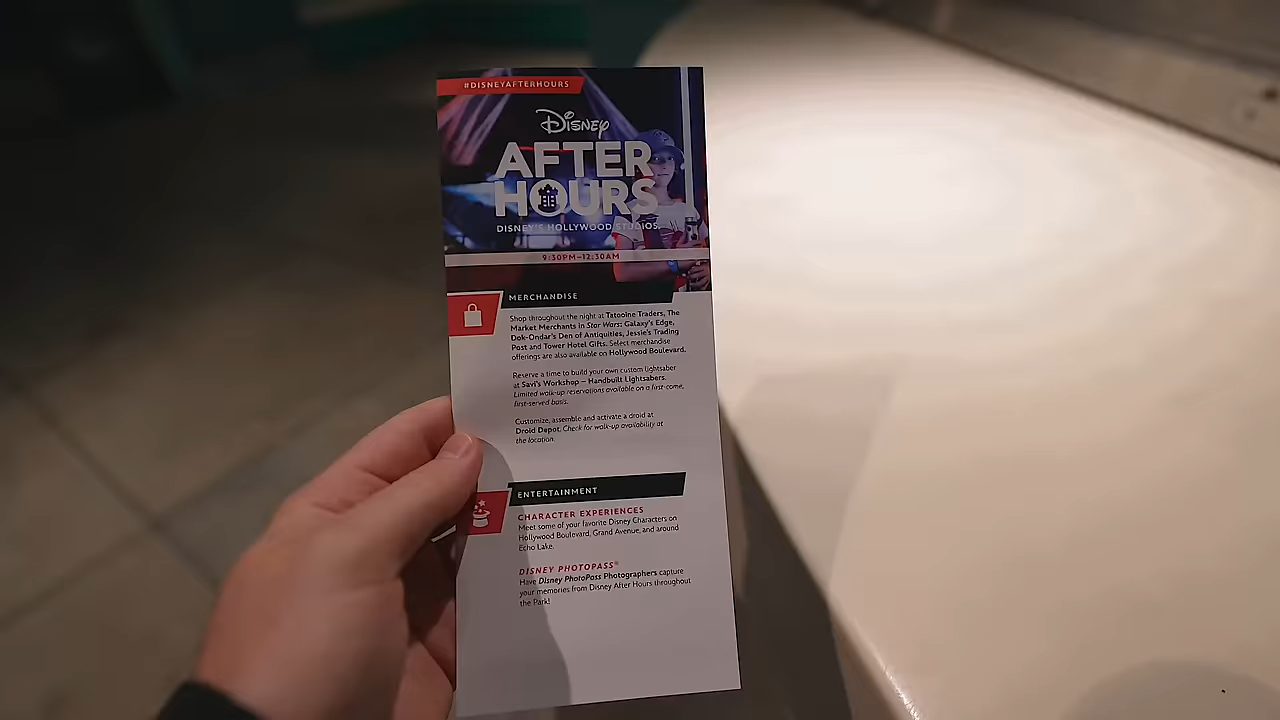 #DISNEYAFTERHOURS
Disney
AFTER
HOURS
DISNEY'S HOLLYWOOD STUDIOS
9:30PM–12:30AM
MERCHANDISE
Shop throughout the night at Tatooine Traders, The
Market Merchants in Star Wars: Galaxy's Edge,
Dok-Ondar's Den of Antiquities, Jessie's Trading
Post and Tower Hotel Gifts. Select merchandise
offerings are also available on Hollywood Boulevard.
Reserve a time to build your own custom lightsaber
at Savi's Workshop – Handbuilt Lightsabers.
Limited walk-up reservations available on a first-come,
first-served basis.
Customize, assemble and activate a droid at
Droid Depot. Check for walk-up availability at
the location.
ENTERTAINMENT
CHARACTER EXPERIENCES
Meet some of your favorite Disney Characters on
Hollywood Boulevard, Grand Avenue, and around
Echo Lake.
DISNEY PHOTOPASS®
Have Disney PhotoPass Photographers capture
your memories from Disney After Hours throughout
the Park!